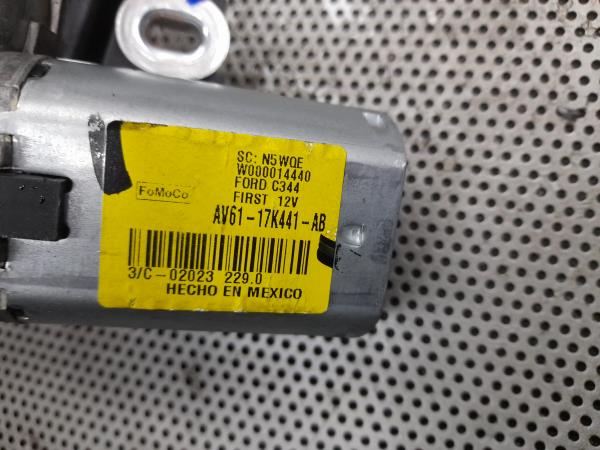 SC: N5WQE
W000014440
FORD C344
FIRST 12V
FoMoCo
AV61-17K441-AB
3/C-02023 229.0
HECHO EN MEXICO